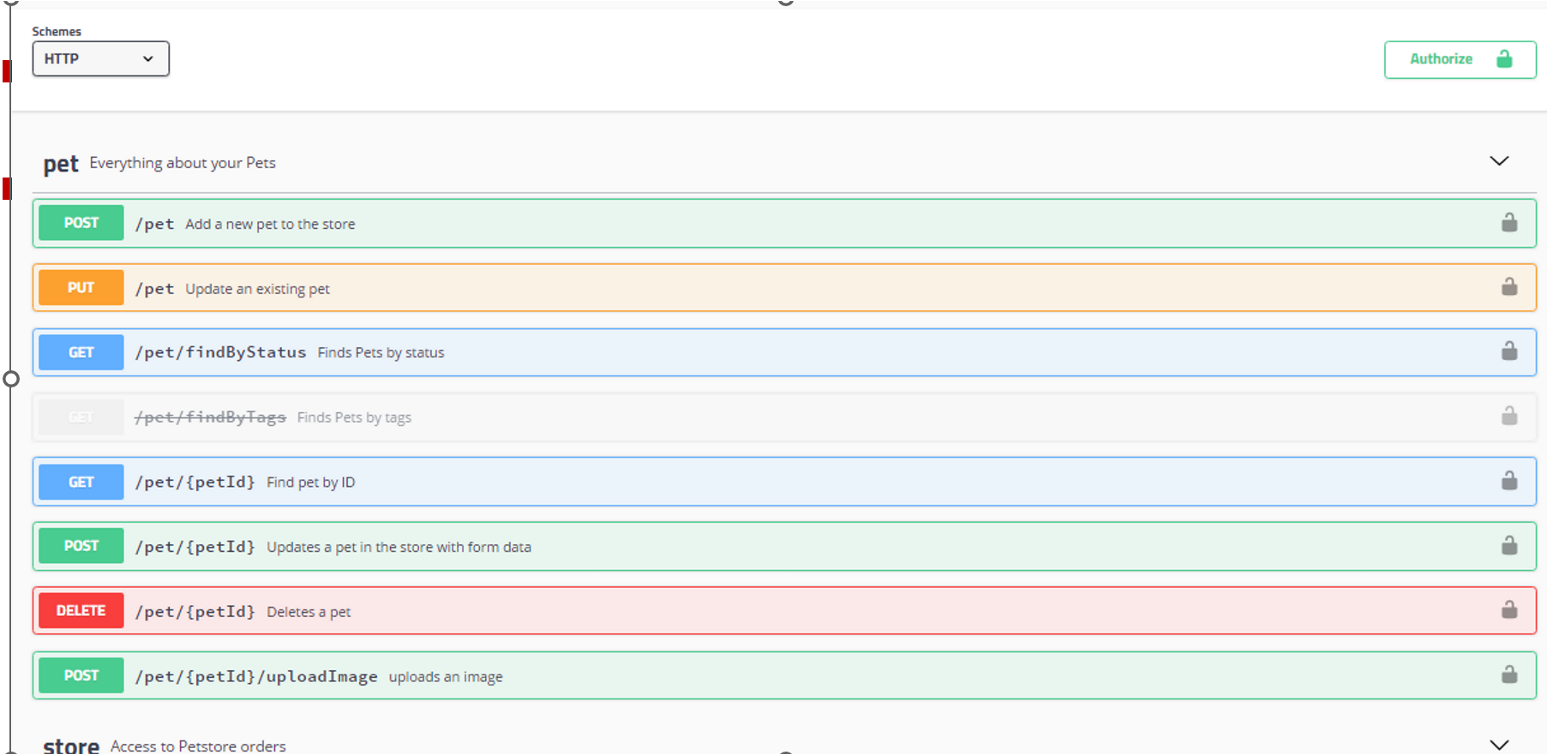 Schemes
HTTP
Authorize
pet Everything about your Pets
POST /pet Add a new pet to the store
PUT /pet Update an existing pet
GET /pet/findByStatus Finds Pets by status
GET /pet/findByTags Finds Pets by tags
GET /pet/{petId} Find pet by ID
POST /pet/{petId} Updates a pet in the store with form data
DELETE /pet/{petId} Deletes a pet
POST /pet/{petId}/uploadImage uploads an image
store Access to Petstore orders